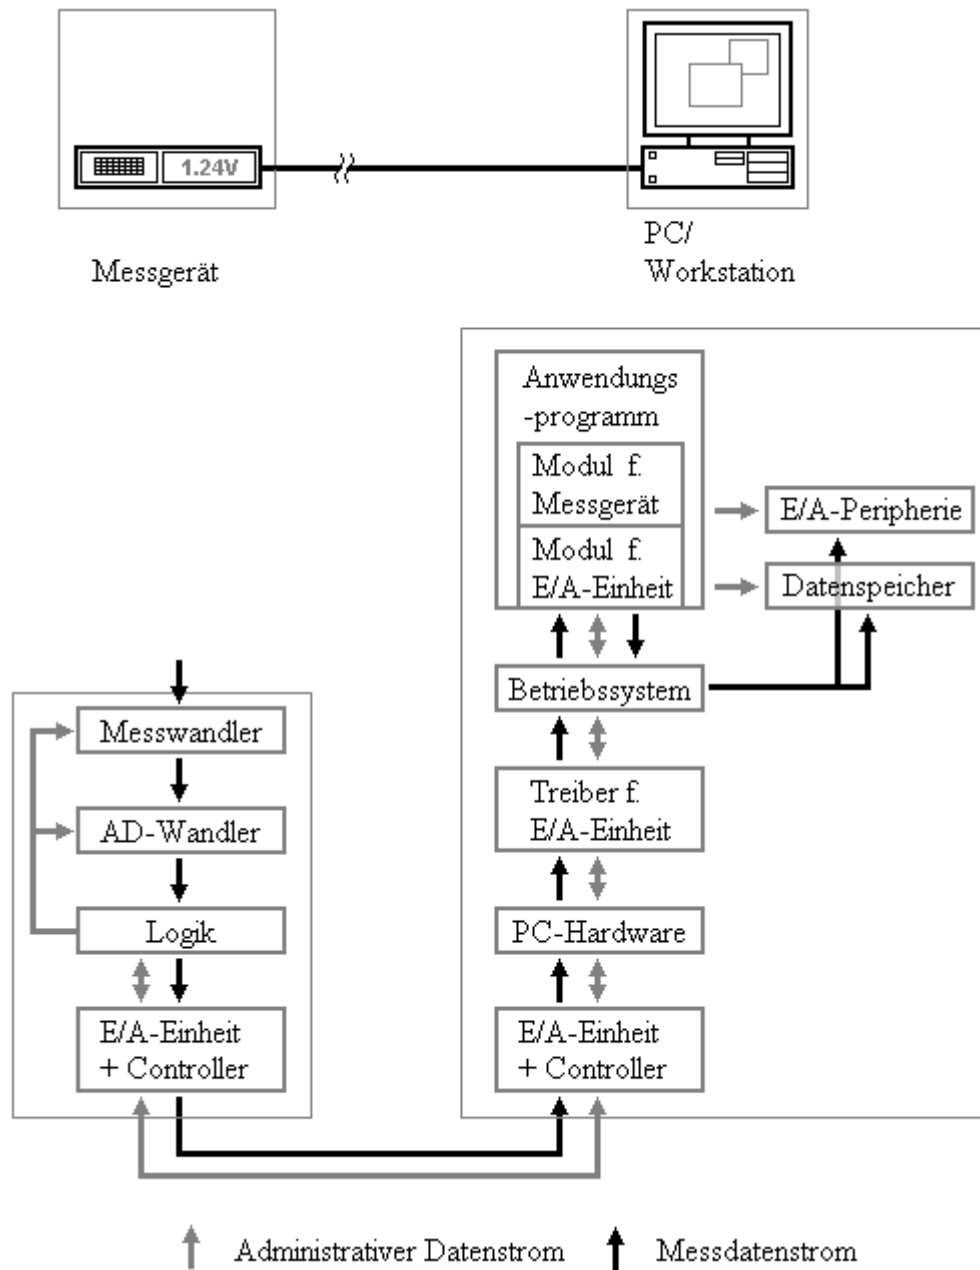 1.24V
Messgerät
PC/
Workstation
Anwendungs
-programm
Modul f.
Messgerät
Modul f.
E/A-Einheit
E/A-Peripherie
Datenspeicher
Betriebssystem
Treiber f.
E/A-Einheit
PC-Hardware
E/A-Einheit
+ Controller
Messwandler
AD-Wandler
Logik
E/A-Einheit
+ Controller
Administrativer Datenstrom
Messdatenstrom